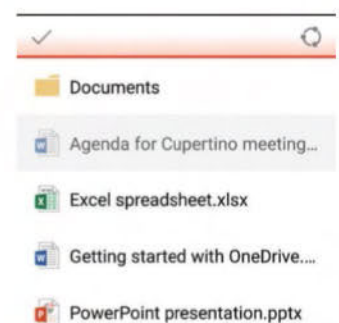 Documents
Agenda for Cupertino meeting...
Excel spreadsheet.xlsx
Getting started with OneDrive....
PowerPoint presentation.pptx